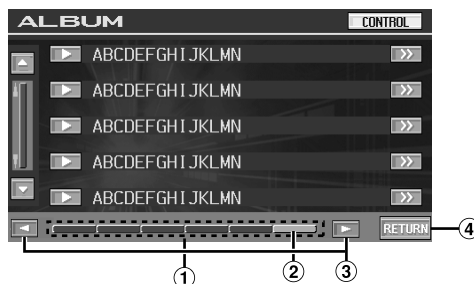 ALBUM
CONTROL
ABCDEFGHIJKLMN
ABCDEFGHIJKLMN
ABCDEFGHIJKLMN
ABCDEFGHIJKLMN
ABCDEFGHIJKLMN
RETURN
④
①
②
③